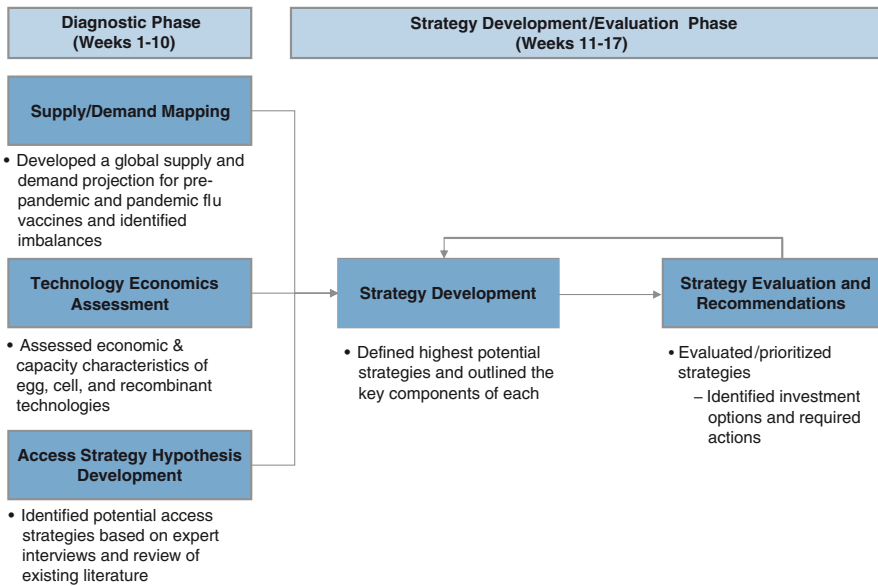 Diagnostic Phase
(Weeks 1-10)
Strategy Development/Evaluation Phase
(Weeks 11-17)
Supply/Demand Mapping
• Developed a global supply and
demand projection for pre-
pandemic and pandemic flu
vaccines and identified
imbalances
Technology Economics
Assessment
• Assessed economic &
capacity characteristics of
egg, cell, and recombinant
technologies
Access Strategy Hypothesis
Development
• Identified potential access
strategies based on expert
interviews and review of
existing literature
Strategy Development
• Defined highest potential
strategies and outlined the
key components of each
Strategy Evaluation and
Recommendations
• Evaluated/prioritized
strategies
– Identified investment
options and required
actions